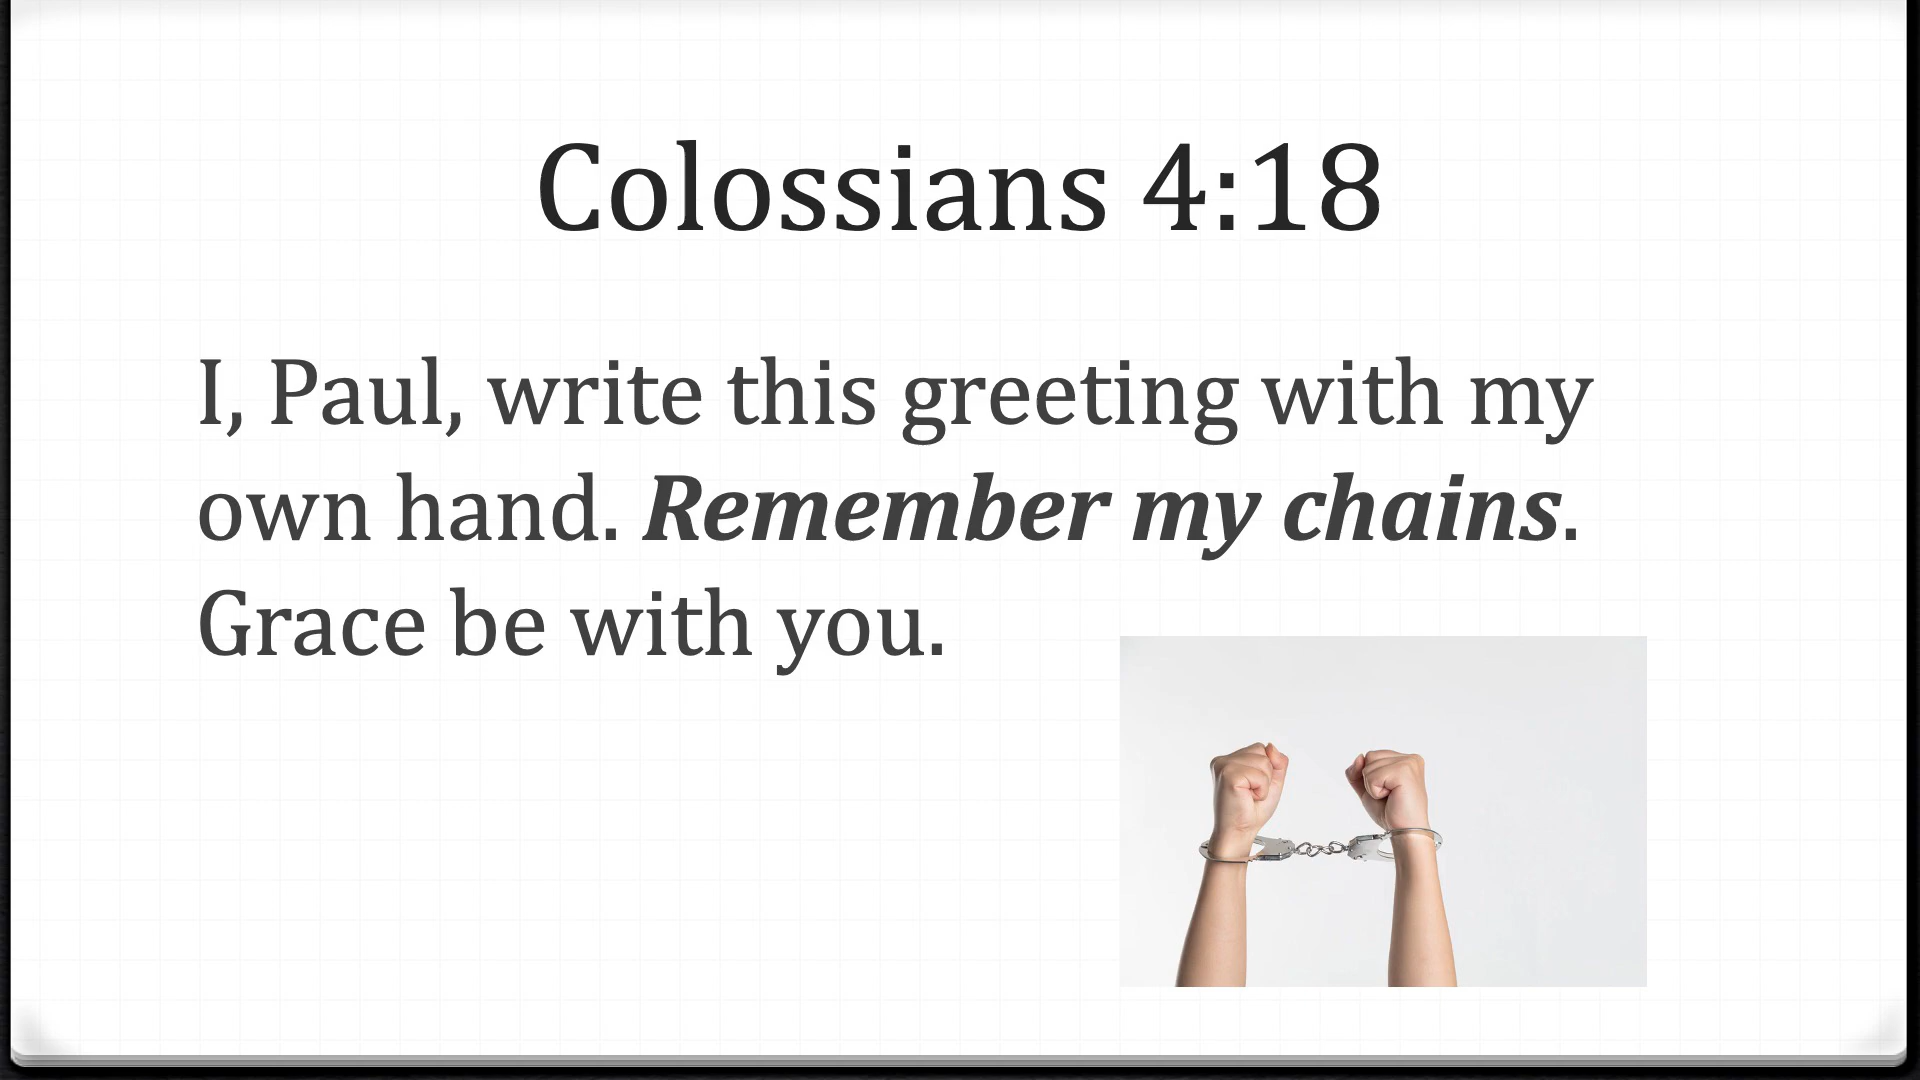 Colossians 4:18
I, Paul, write this greeting with my
own hand. Remember my chains.
Grace be with you.